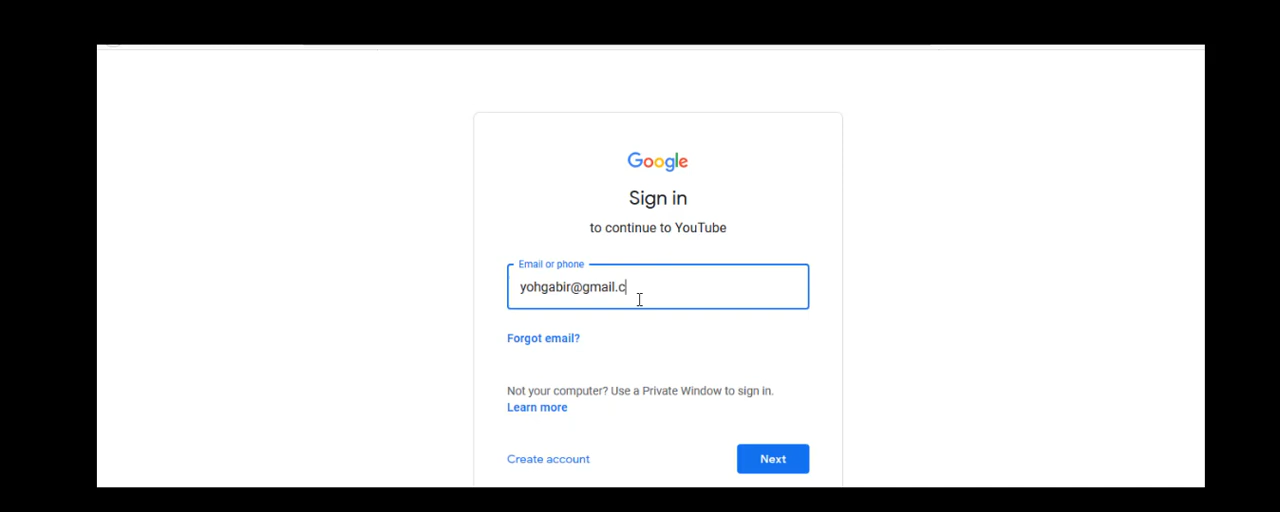 Google
Sign in
to continue to YouTube
Email or phone
yohgabir@gmail.c
Forgot email?
Not your computer? Use a Private Window to sign in.
Learn more
Create account
Next